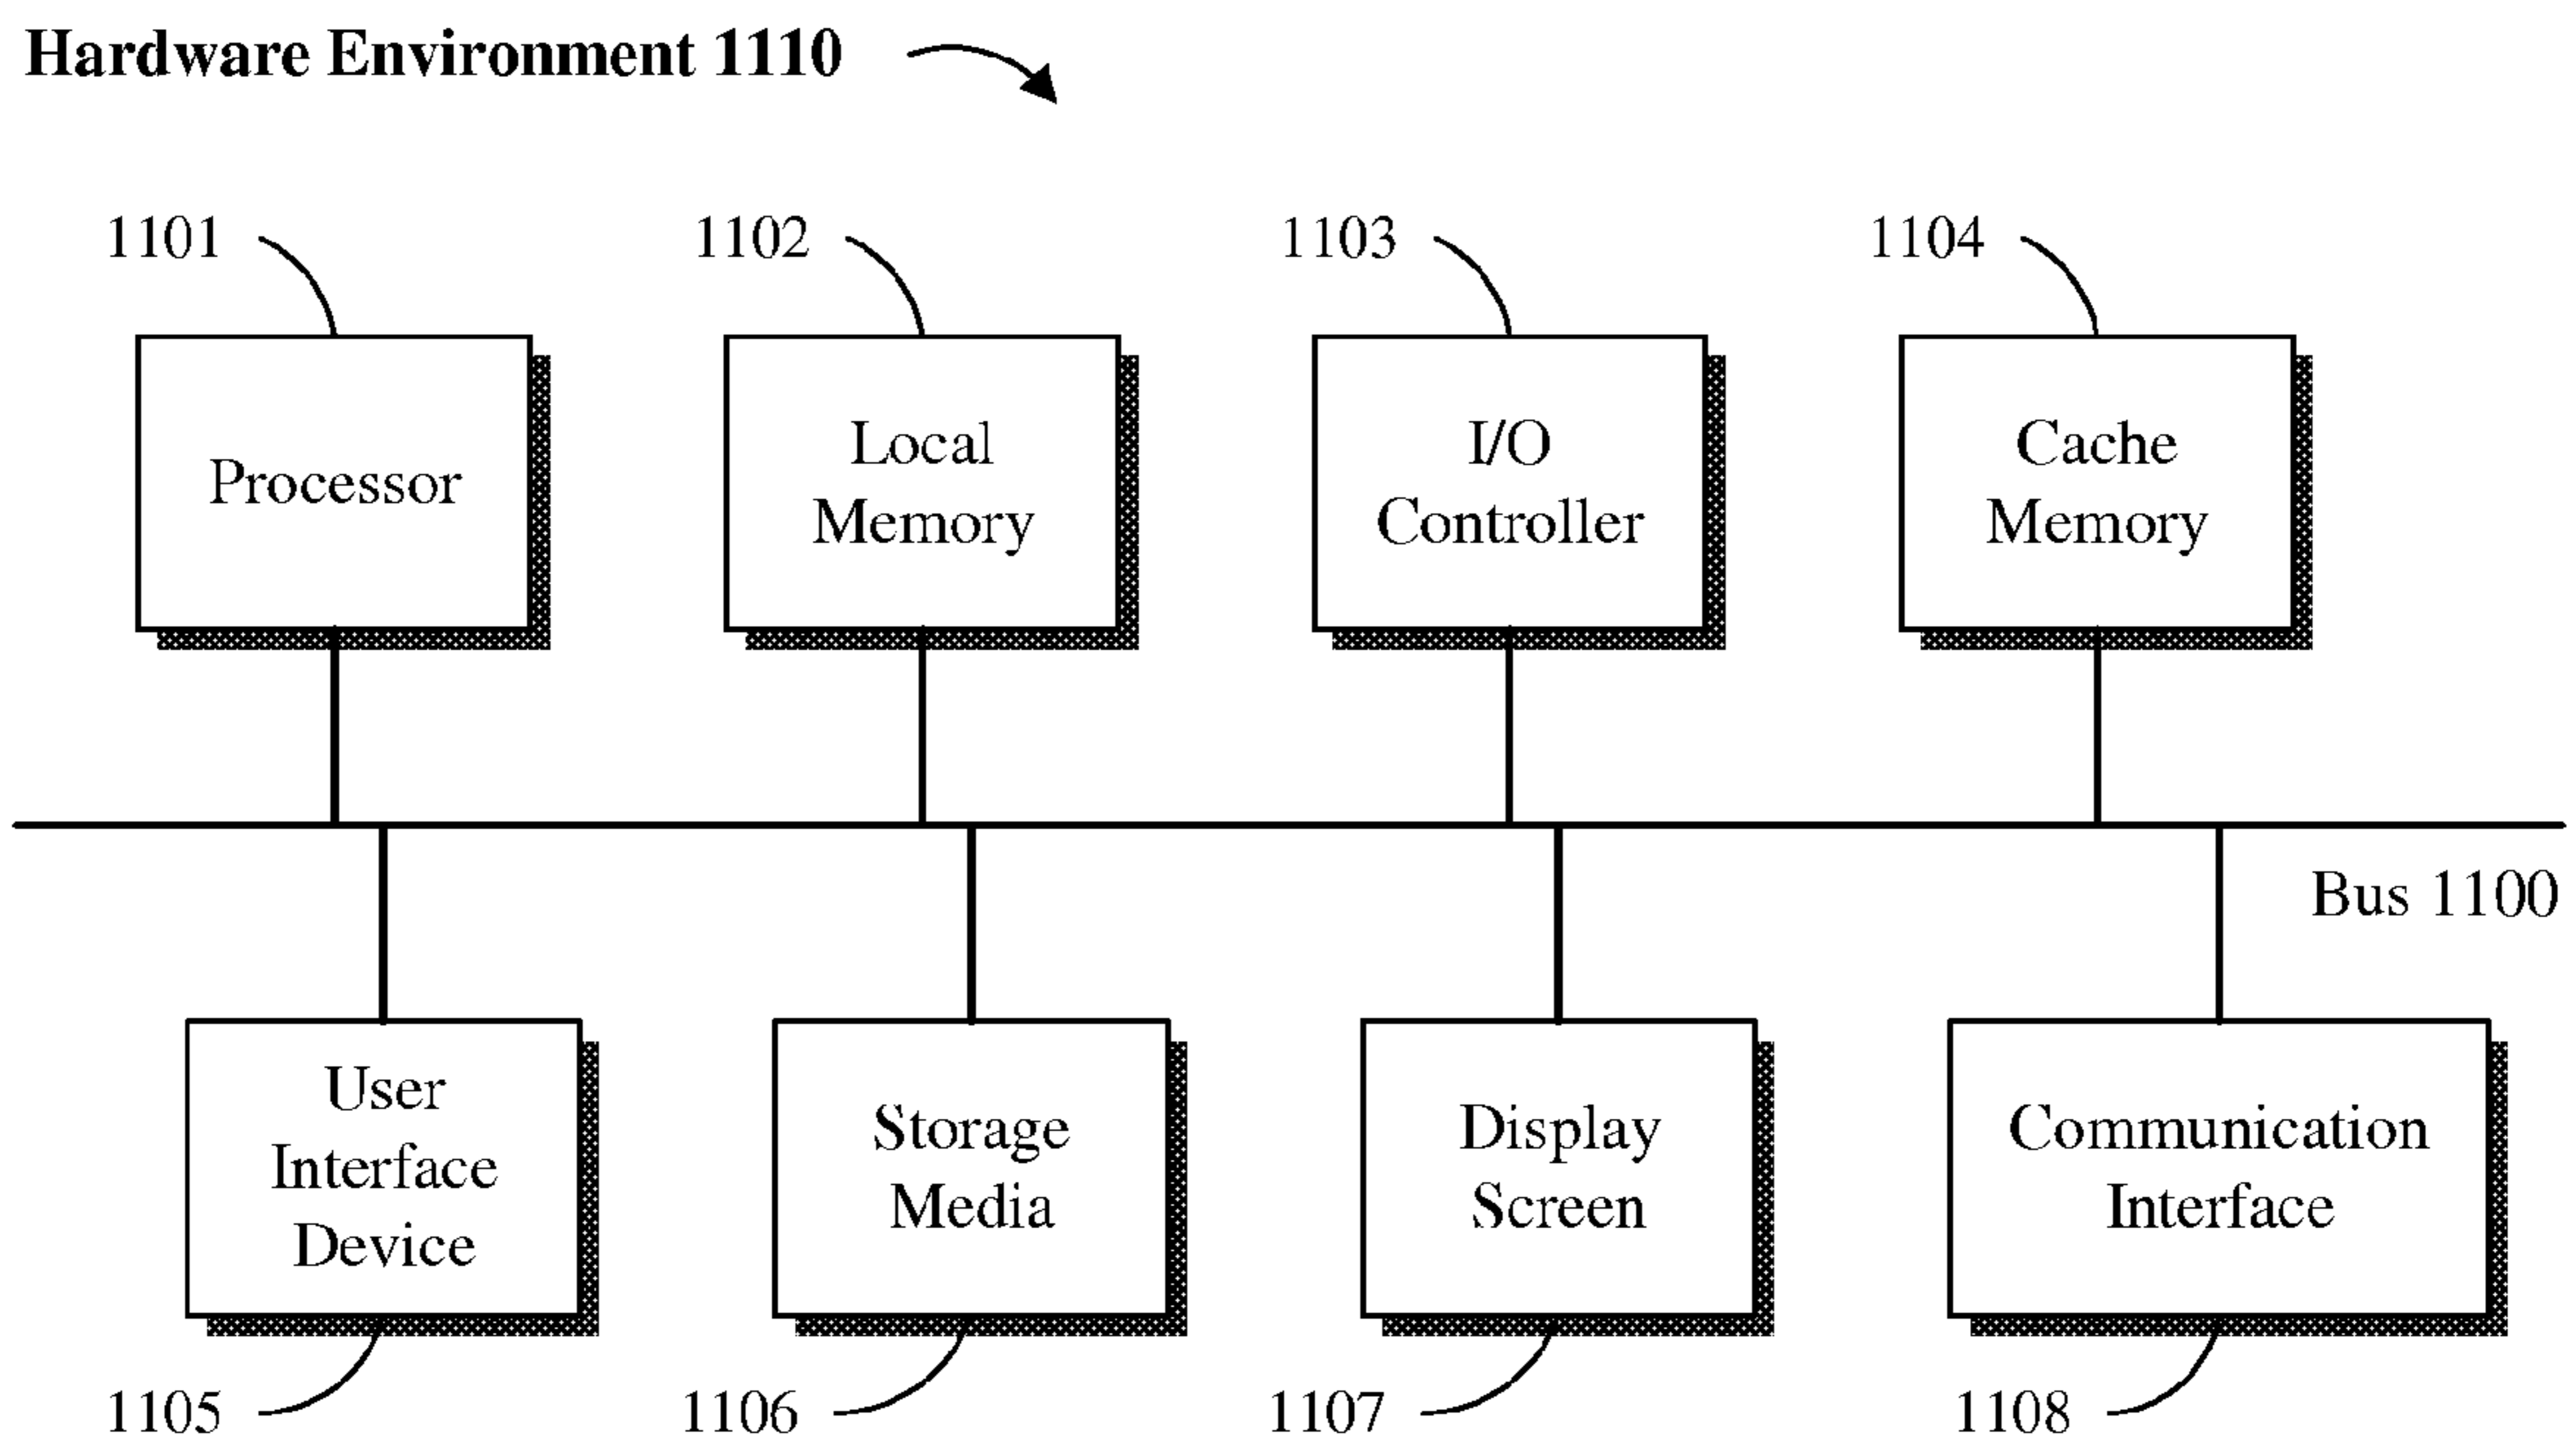 Hardware Environment 1110
1101
1102
1103
1104
Processor
Local
Memory
I/O
Controller
Cache
Memory
Bus 1100
User
Interface
Device
Storage
Media
Display
Screen
Communication
Interface
1105
1106
1107
1108